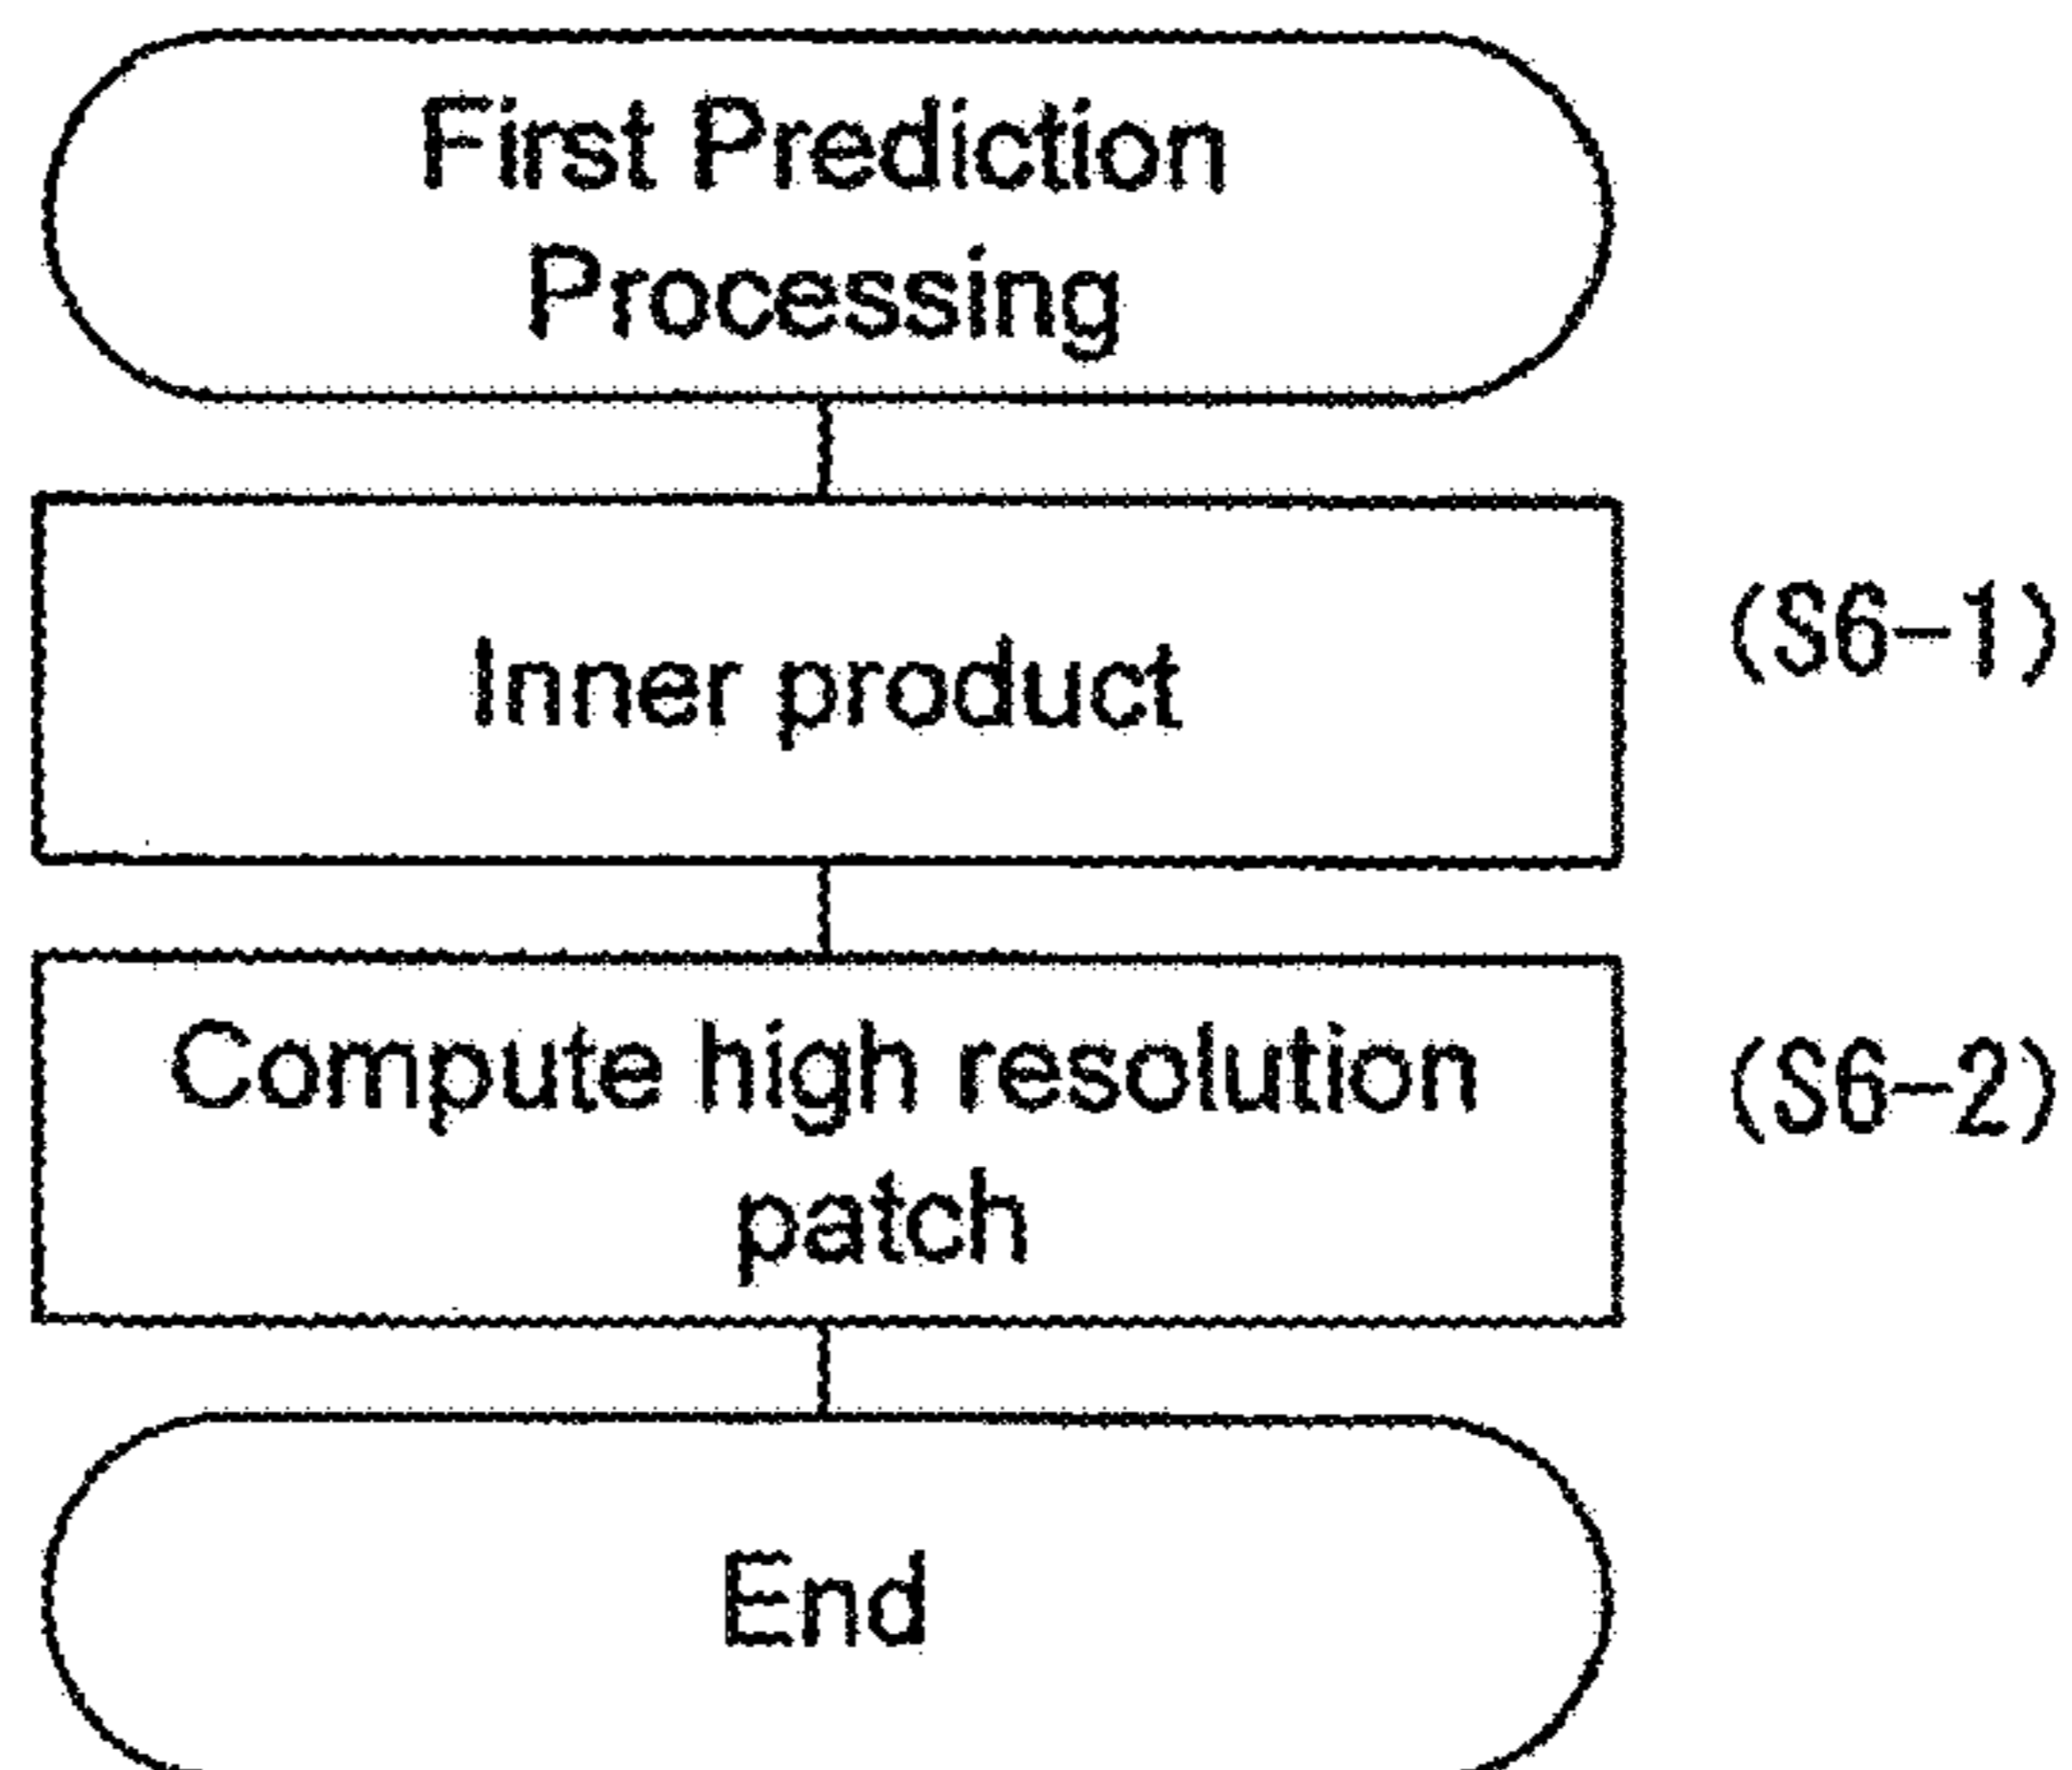 First Prediction
Processing
Inner product
(S6-1)
Compute high resolution
patch
(S6-2)
End